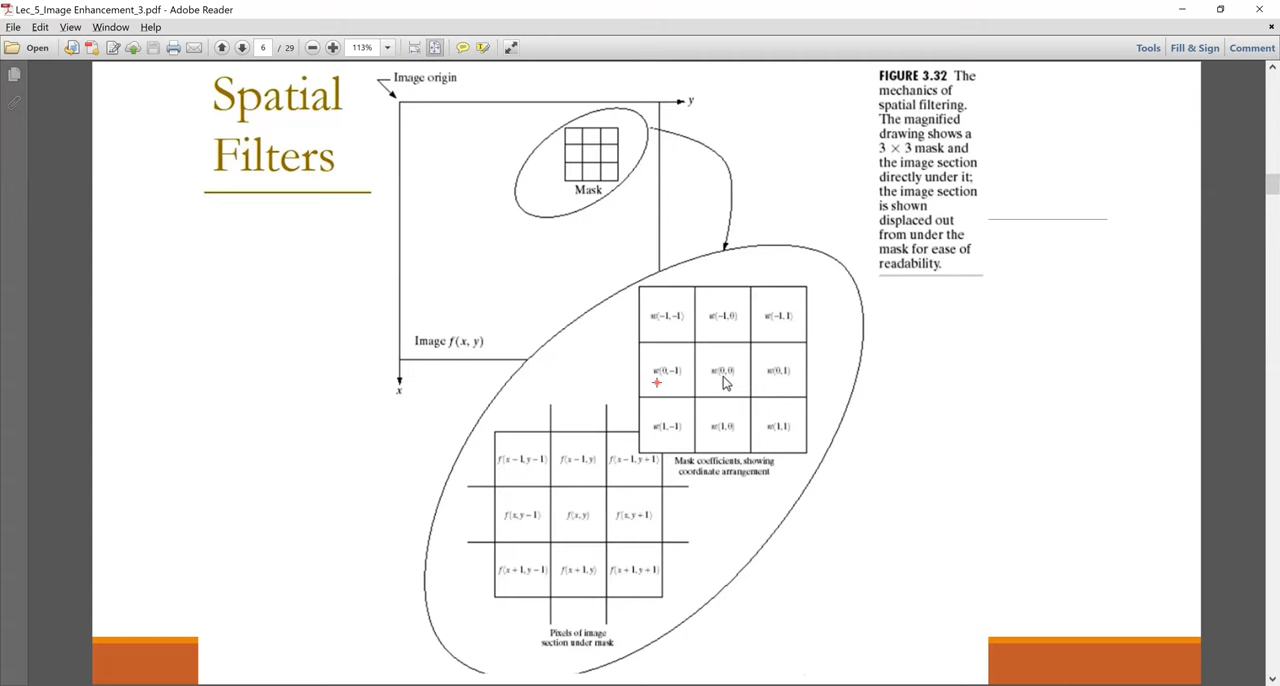 Lec_5_Image Enhancement_3.pdf - Adobe Reader
File Edit View Window Help
Open
6 / 29
113%
Tools Fill & Sign Comment
Spatial
Filters
Image origin
y
Mask
Image f(x, y)
x
FIGURE 3.32 The
mechanics of
spatial filtering.
The magnified
drawing shows a
3 × 3 mask and
the image section
directly under it;
the image section
is shown
displaced out
from under the
mask for ease of
readability.
w(−1,−1) w(−1,0) w(−1,1)
w(0,−1) w(0,0) w(0,1)
w(1,−1) w(1,0) w(1,1)
Mask coefficients, showing
coordinate arrangement
f(x−1, y−1) f(x−1, y) f(x−1, y+1)
f(x, y−1) f(x, y) f(x, y+1)
f(x+1, y−1) f(x+1, y) f(x+1, y+1)
Pixels of image
section under mask